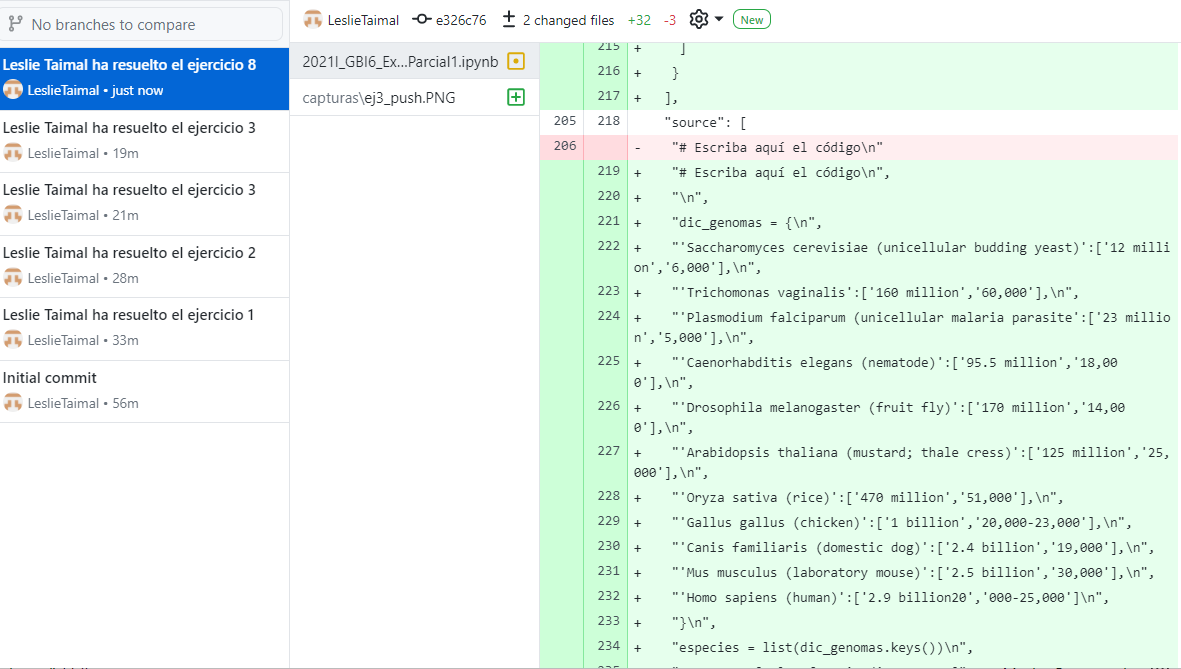 No branches to compare
Leslie Taimal ha resuelto el ejercicio 8
LeslieTaimal • just now
Leslie Taimal ha resuelto el ejercicio 3
LeslieTaimal • 19m
Leslie Taimal ha resuelto el ejercicio 3
LeslieTaimal • 21m
Leslie Taimal ha resuelto el ejercicio 2
LeslieTaimal • 28m
Leslie Taimal ha resuelto el ejercicio 1
LeslieTaimal • 33m
Initial commit
LeslieTaimal • 56m
LeslieTaimal e326c76 2 changed files +32 -3 New
2021I_GBI6_Ex...Parcial1.ipynb
capturas\ej3_push.PNG
215 + ]
216 + }
217 + ],
205 218 "source": [
206 - "# Escriba aquí el código\n"
219 + "# Escriba aquí el código\n",
220 + "\n",
221 + "dic_genomas = {\n",
222 + "'Saccharomyces cerevisiae (unicellular budding yeast)':['12 milli
on','6,000'],\n",
223 + "'Trichomonas vaginalis':['160 million','60,000'],\n",
224 + "'Plasmodium falciparum (unicellular malaria parasite':['23 millio
n','5,000'],\n",
225 + "'Caenorhabditis elegans (nematode)':['95.5 million','18,00
0'],\n",
226 + "'Drosophila melanogaster (fruit fly)':['170 million','14,00
0'],\n",
227 + "'Arabidopsis thaliana (mustard; thale cress)':['125 million','25,
000'],\n",
228 + "'Oryza sativa (rice)':['470 million','51,000'],\n",
229 + "'Gallus gallus (chicken)':['1 billion','20,000-23,000'],\n",
230 + "'Canis familiaris (domestic dog)':['2.4 billion','19,000'],\n",
231 + "'Mus musculus (laboratory mouse)':['2.5 billion','30,000'],\n",
232 + "'Homo sapiens (human)':['2.9 billion20','000-25,000']\n",
233 + "}\n",
234 + "especies = list(dic_genomas.keys())\n",